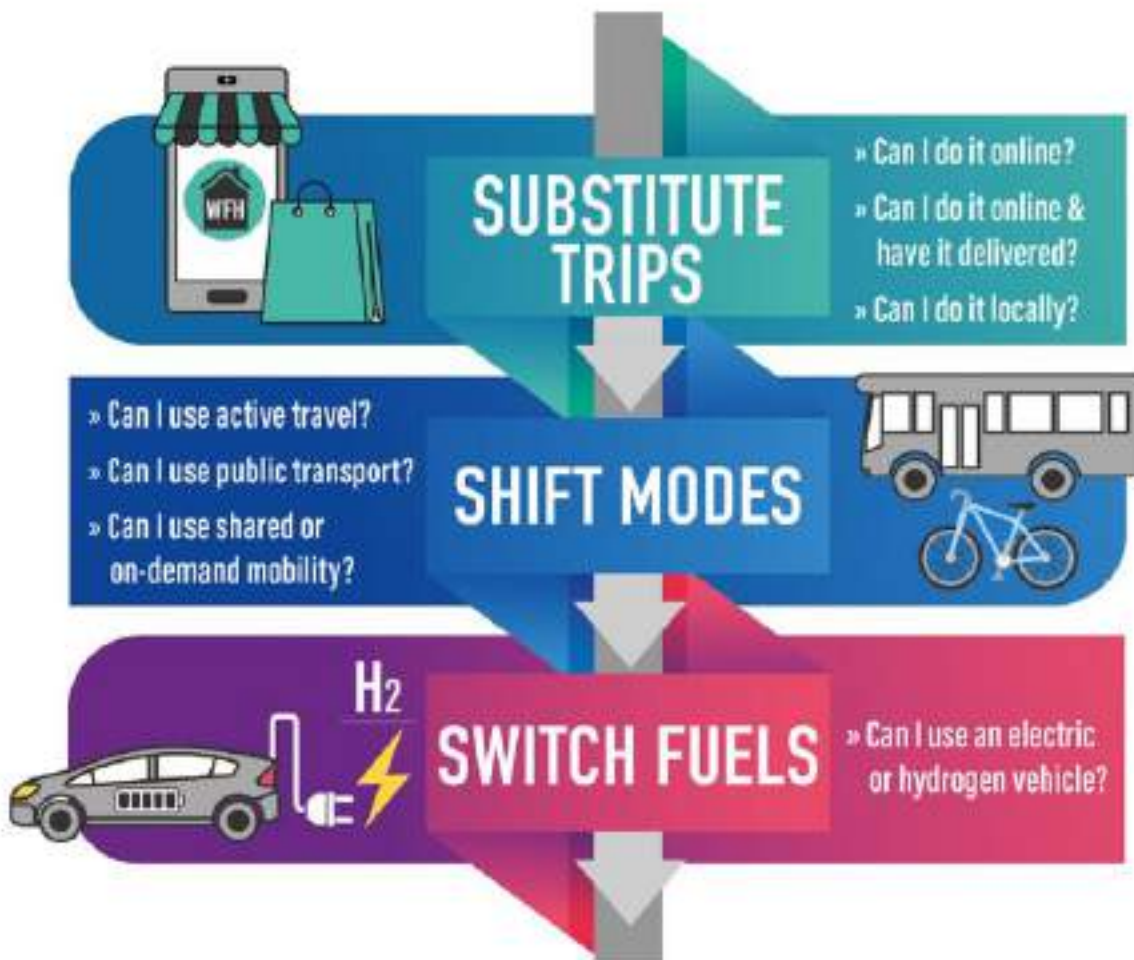 WFH
SUBSTITUTE
TRIPS
» Can I do it online?
» Can I do it online &
have it delivered?
» Can I do it locally?
» Can I use active travel?
» Can I use public transport?
» Can I use shared or
on-demand mobility?
SHIFT MODES
H2
SWITCH FUELS
» Can I use an electric
or hydrogen vehicle?